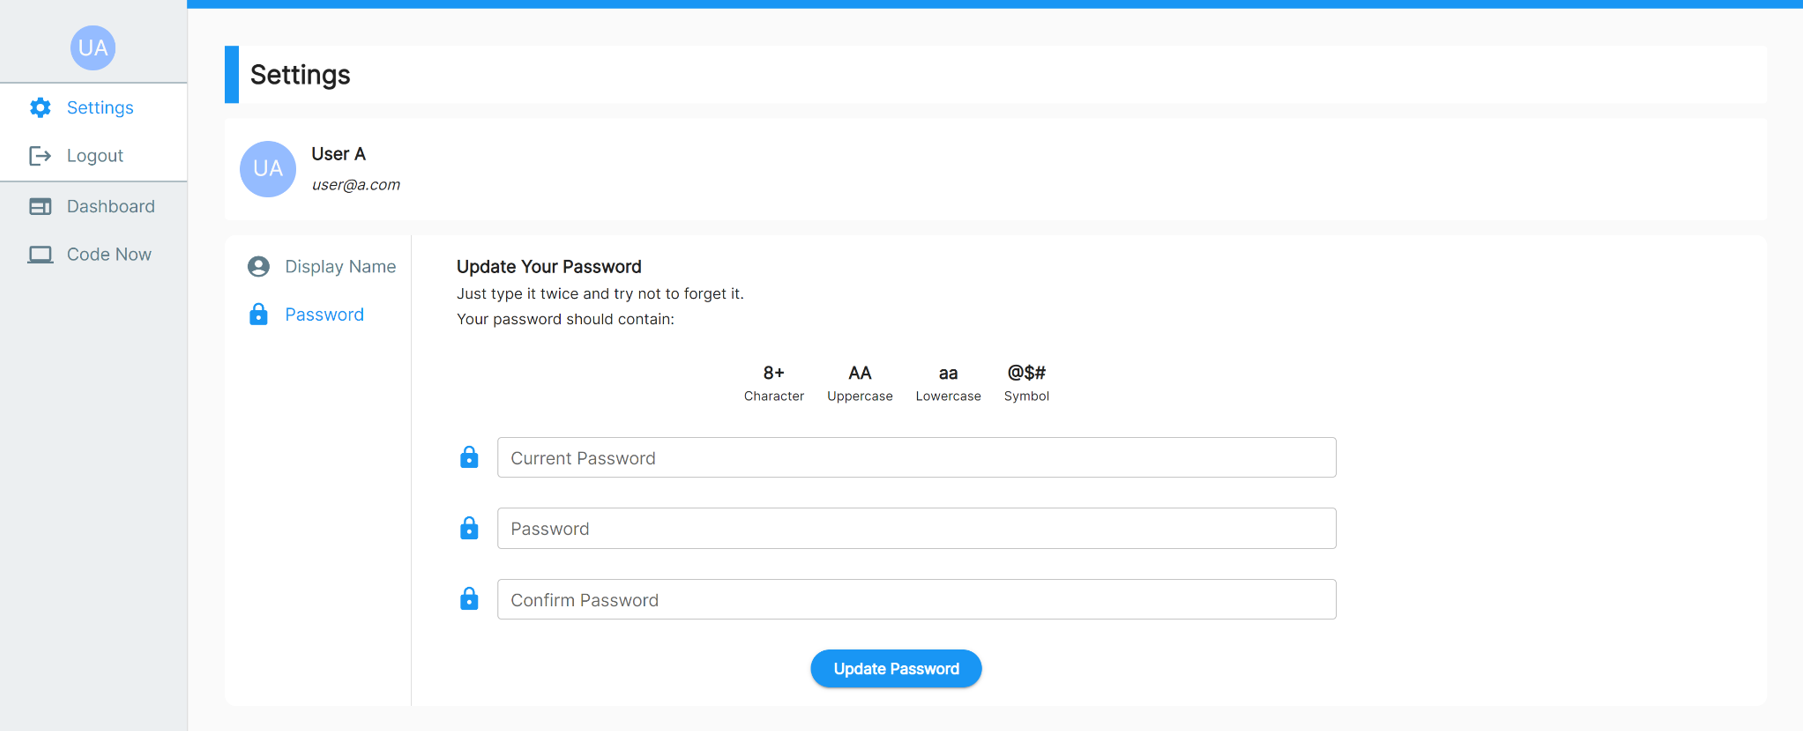 UA
Settings
Logout
Dashboard
Code Now
Settings
UA
User A
user@a.com
Display Name
Password
Update Your Password
Just type it twice and try not to forget it.
Your password should contain:
8+ AA aa @$#
Character Uppercase Lowercase Symbol
Current Password
Password
Confirm Password
Update Password